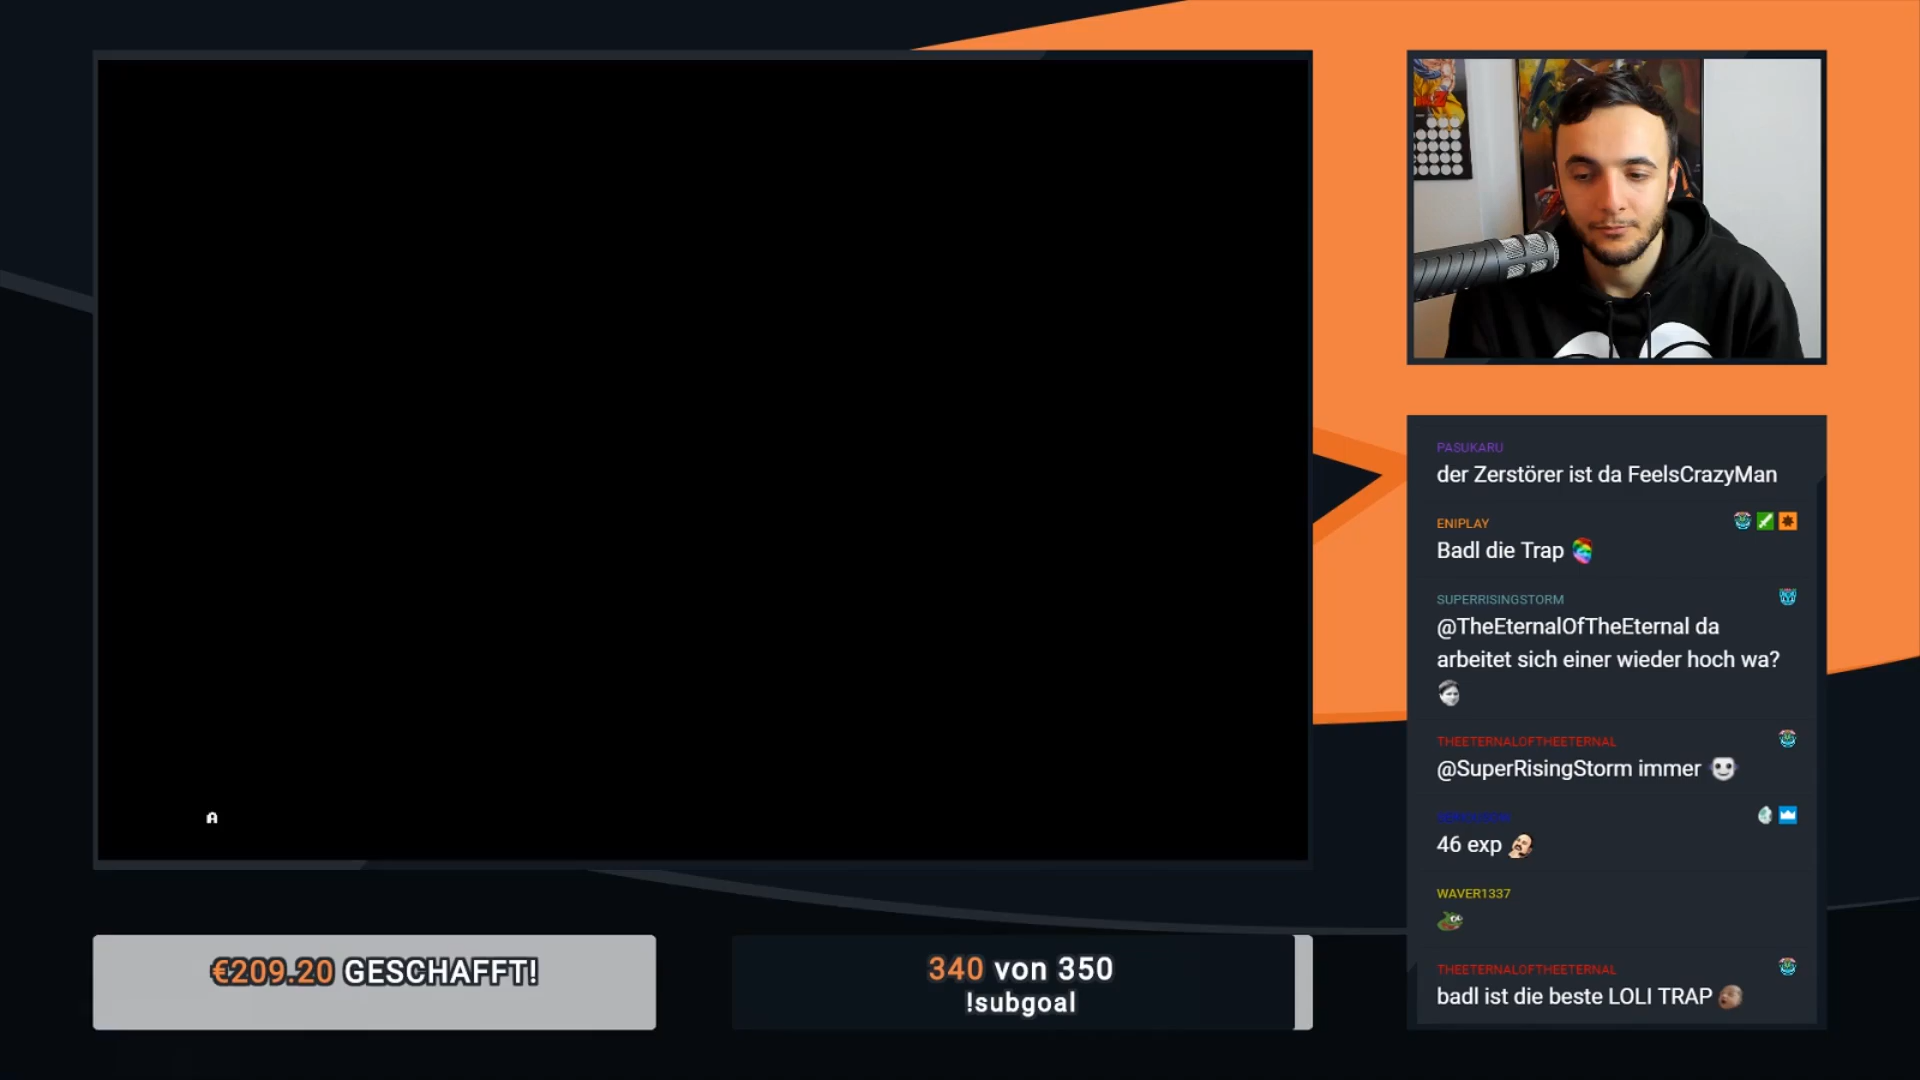 A
€209.20 GESCHAFFT!
340 von 350
!subgoal
PASUKARU
der Zerstörer ist da FeelsCrazyMan
ENIPLAY
Badl die Trap
SUPERRISINGSTORM
@TheEternalOfTheEternal da
arbeitet sich einer wieder hoch wa?
THEETERNALOFTHEETERNAL
@SuperRisingStorm immer
46 exp
WAVER1337
THEETERNALOFTHEETERNAL
badl ist die beste LOLI TRAP